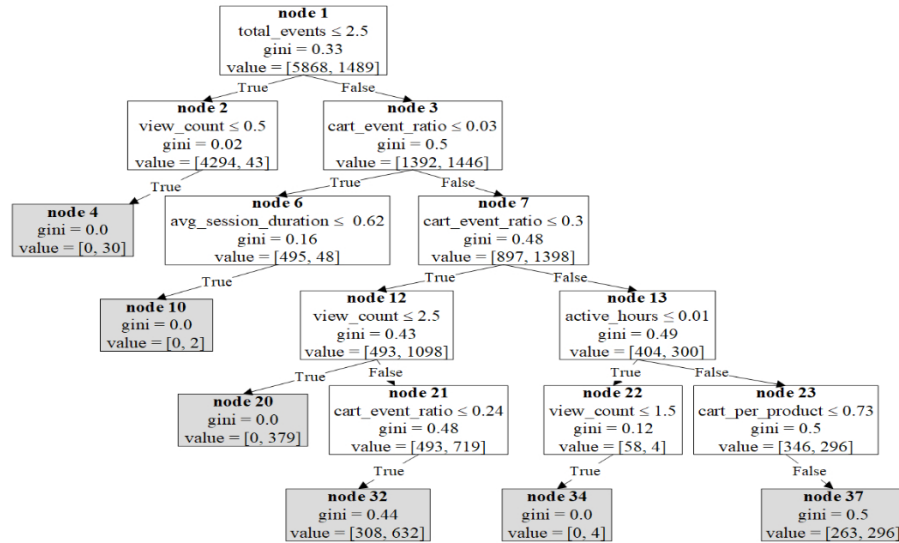 node 1
total_events ≤ 2.5
gini = 0.33
value = [5868, 1489]
True
False
node 2
view_count ≤ 0.5
gini = 0.02
value = [4294, 43]
node 3
cart_event_ratio ≤ 0.03
gini = 0.5
value = [1392, 1446]
True
True
False
node 4
gini = 0.0
value = [0, 30]
node 6
avg_session_duration ≤ 0.62
gini = 0.16
value = [495, 48]
node 7
cart_event_ratio ≤ 0.3
gini = 0.48
value = [897, 1398]
True
True
False
node 10
gini = 0.0
value = [0, 2]
node 12
view_count ≤ 2.5
gini = 0.43
value = [493, 1098]
node 13
active_hours ≤ 0.01
gini = 0.49
value = [404, 300]
True
False
True
False
node 20
gini = 0.0
value = [0, 379]
node 21
cart_event_ratio ≤ 0.24
gini = 0.48
value = [493, 719]
node 22
view_count ≤ 1.5
gini = 0.12
value = [58, 4]
node 23
cart_per_product ≤ 0.73
gini = 0.5
value = [346, 296]
True
True
False
node 32
gini = 0.44
value = [308, 632]
node 34
gini = 0.0
value = [0, 4]
node 37
gini = 0.5
value = [263, 296]